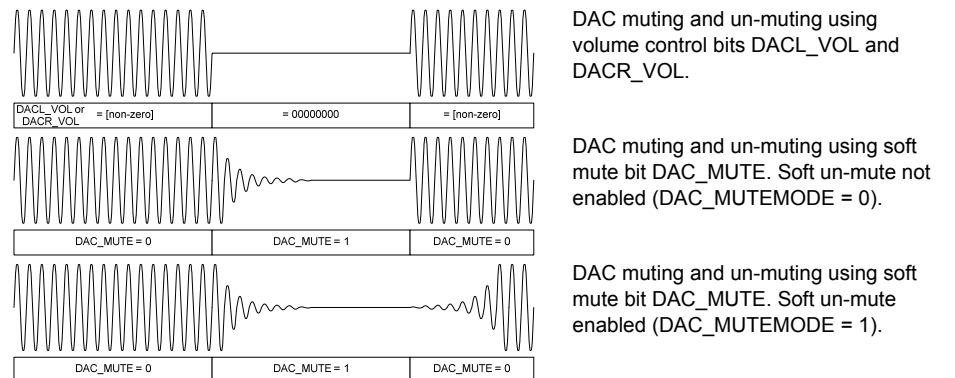 DAC muting and un-muting using
volume control bits DACL_VOL and
DACR_VOL.
DACL_VOL or
DACR_VOL
= [non-zero]
= 00000000
= [non-zero]
DAC muting and un-muting using soft
mute bit DAC_MUTE. Soft un-mute not
enabled (DAC_MUTEMODE = 0).
DAC_MUTE = 0
DAC_MUTE = 1
DAC_MUTE = 0
DAC muting and un-muting using soft
mute bit DAC_MUTE. Soft un-mute
enabled (DAC_MUTEMODE = 1).
DAC_MUTE = 0
DAC_MUTE = 1
DAC_MUTE = 0